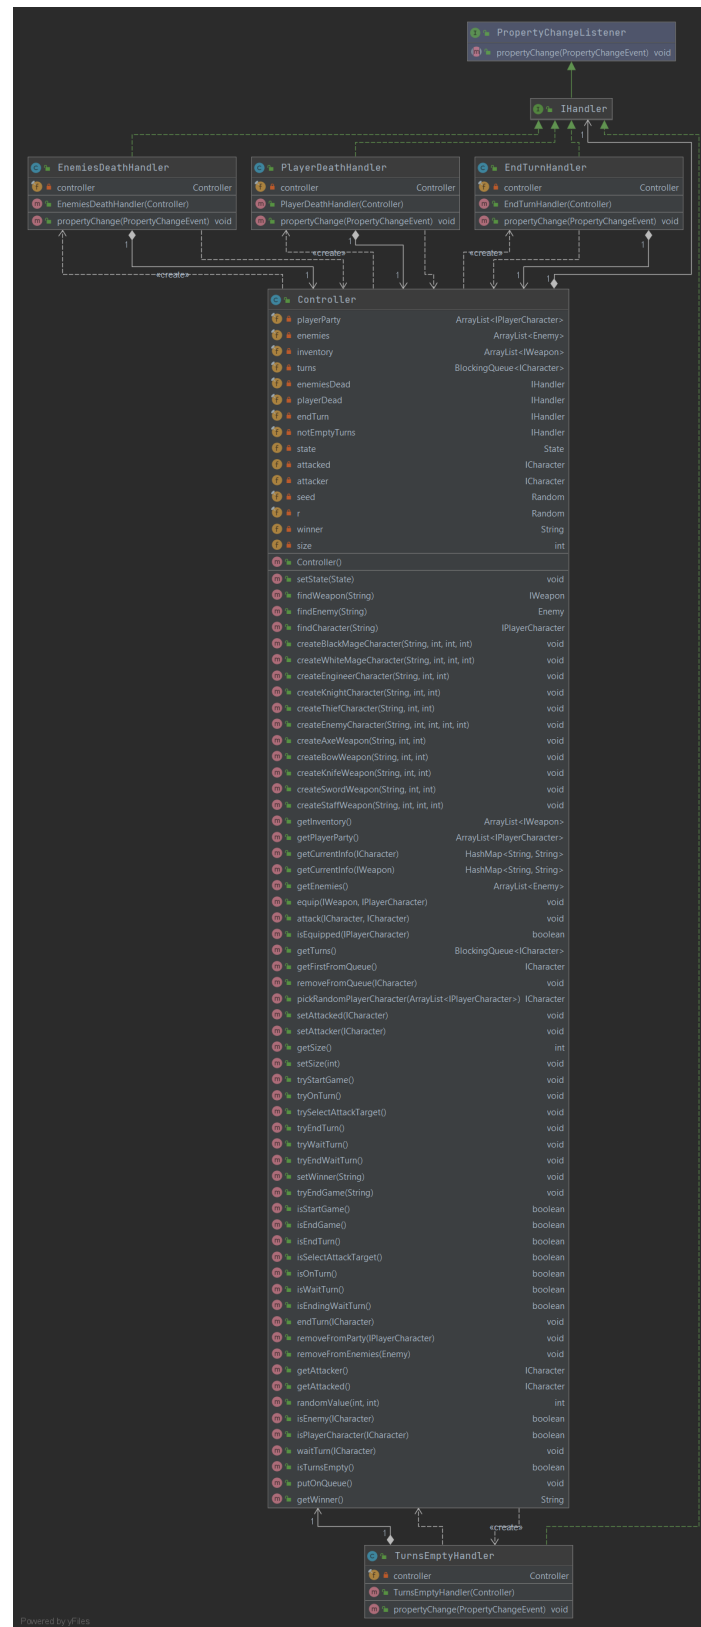 PropertyChangeListener
propertyChange(PropertyChangeEvent) void
IHandler
1
EnemiesDeathHandler
controller Controller
EnemiesDeathHandler(Controller)
propertyChange(PropertyChangeEvent) void
PlayerDeathHandler
controller Controller
PlayerDeathHandler(Controller)
propertyChange(PropertyChangeEvent) void
EndTurnHandler
controller Controller
EndTurnHandler(Controller)
propertyChange(PropertyChangeEvent) void
1
1
1
«create»
«create»
«create»
1
1
1
1
Controller
playerParty ArrayList<IPlayerCharacter>
enemies ArrayList<Enemy>
inventory ArrayList<IWeapon>
turns BlockingQueue<ICharacter>
enemiesDead IHandler
playerDead IHandler
endTurn IHandler
notEmptyTurns IHandler
state State
attacked ICharacter
attacker ICharacter
seed Random
r Random
winner String
size int
Controller()
setState(State) void
findWeapon(String) IWeapon
findEnemy(String) Enemy
findCharacter(String) IPlayerCharacter
createBlackMageCharacter(String, int, int, int) void
createWhiteMageCharacter(String, int, int, int) void
createEngineerCharacter(String, int, int) void
createKnightCharacter(String, int, int) void
createThiefCharacter(String, int, int) void
createEnemyCharacter(String, int, int, int, int) void
createAxeWeapon(String, int, int) void
createBowWeapon(String, int, int) void
createKnifeWeapon(String, int, int) void
createSwordWeapon(String, int, int) void
createStaffWeapon(String, int, int, int) void
getInventory() ArrayList<IWeapon>
getPlayerParty() ArrayList<IPlayerCharacter>
getCurrentInfo(ICharacter) HashMap<String, String>
getCurrentInfo(IWeapon) HashMap<String, String>
getEnemies() ArrayList<Enemy>
equip(IWeapon, IPlayerCharacter) void
attack(ICharacter, ICharacter) void
isEquipped(IPlayerCharacter) boolean
getTurns() BlockingQueue<ICharacter>
getFirstFromQueue() ICharacter
removeFromQueue(ICharacter) void
pickRandomPlayerCharacter(ArrayList<IPlayerCharacter>) ICharacter
setAttacked(ICharacter) void
setAttacker(ICharacter) void
getSize() int
setSize(int) void
tryStartGame() void
tryOnTurn() void
trySelectAttackTarget() void
tryEndTurn() void
tryWaitTurn() void
tryEndWaitTurn() void
setWinner(String) void
tryEndGame(String) void
isStartGame() boolean
isEndGame() boolean
isEndTurn() boolean
isSelectAttackTarget() boolean
isOnTurn() boolean
isWaitTurn() boolean
isEndingWaitTurn() boolean
endTurn(ICharacter) void
removeFromParty(IPlayerCharacter) void
removeFromEnemies(Enemy) void
getAttacker() ICharacter
getAttacked() ICharacter
randomValue(int, int) int
isEnemy(ICharacter) boolean
isPlayerCharacter(ICharacter) boolean
waitTurn(ICharacter) void
isTurnsEmpty() boolean
putOnQueue() void
getWinner() String
1
«create»
1
TurnsEmptyHandler
controller Controller
TurnsEmptyHandler(Controller)
propertyChange(PropertyChangeEvent) void
Powered by yFiles